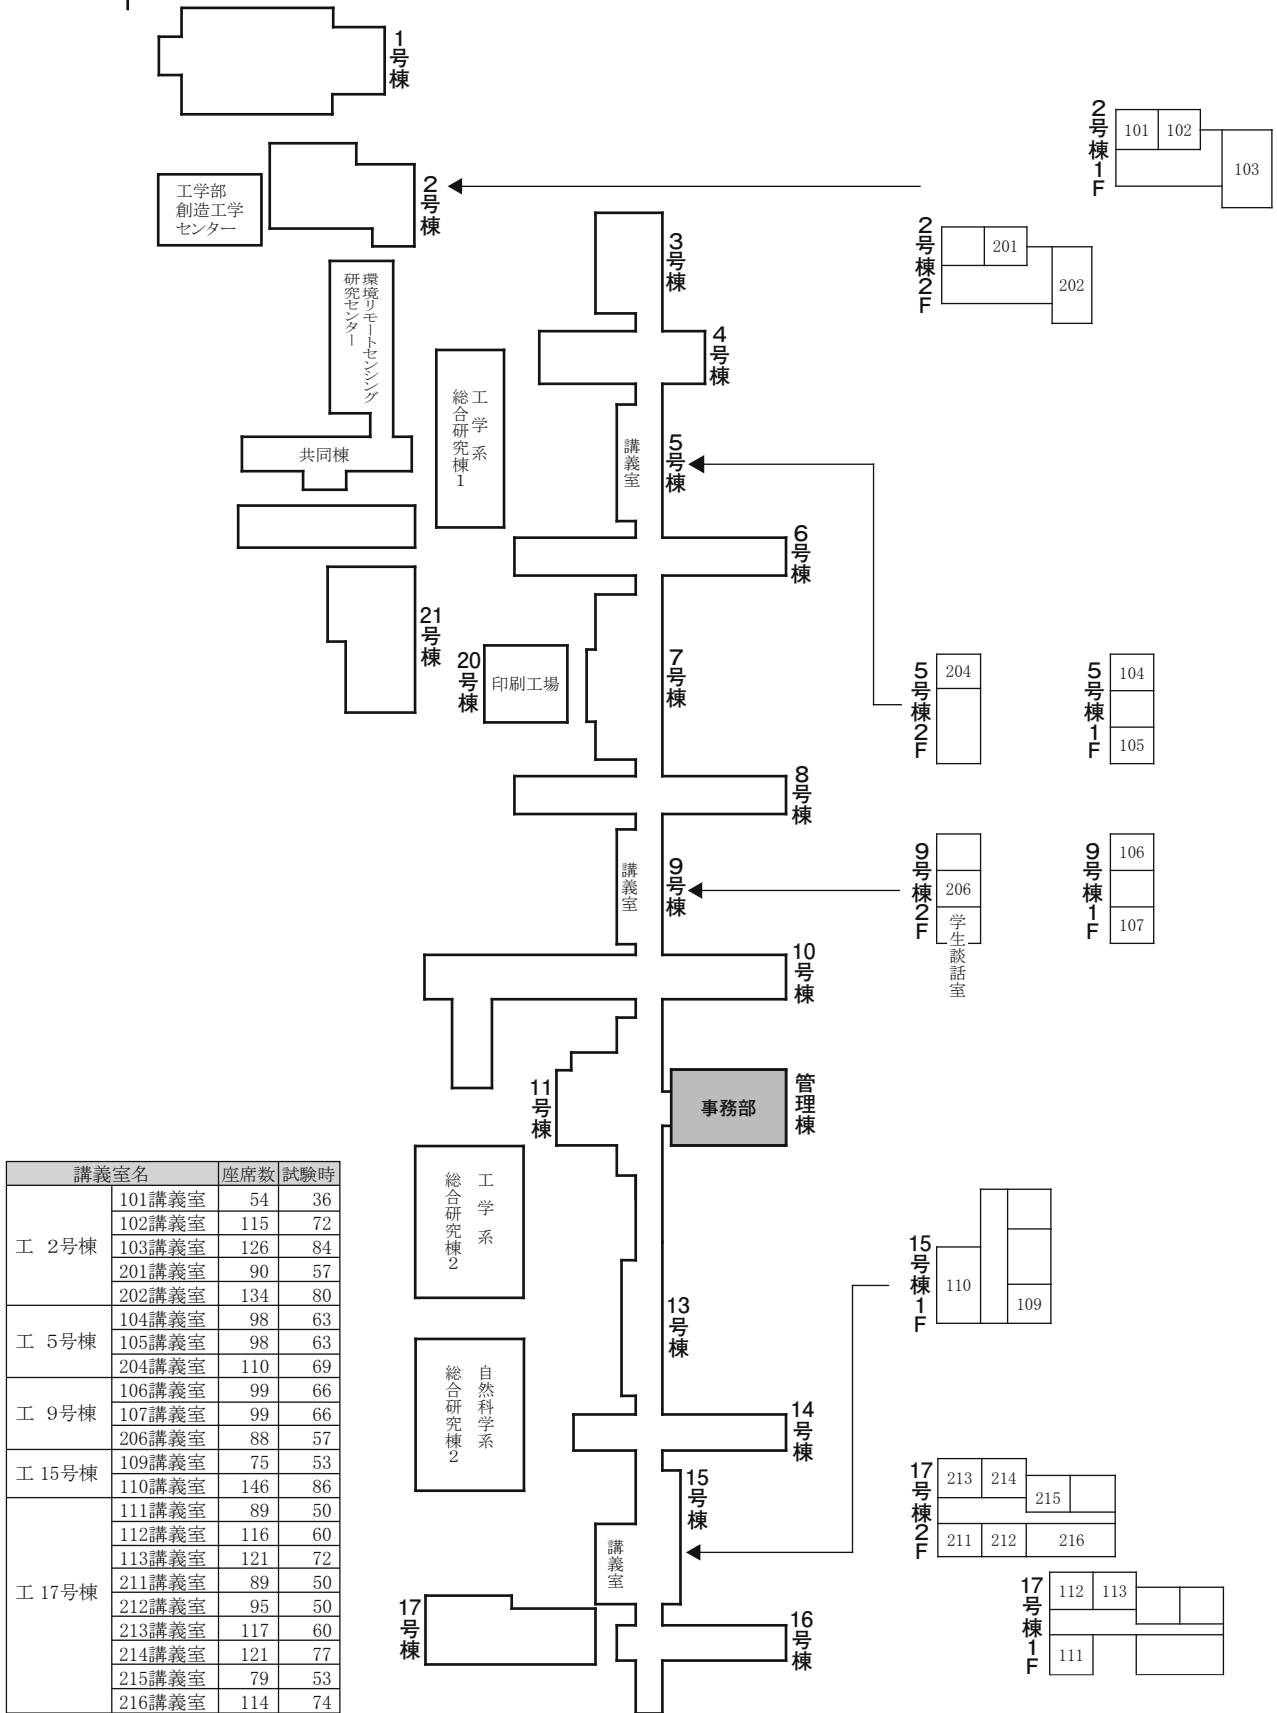 1号棟
2号棟
工学部
創造工学
センター
3号棟
4号棟
環境リモートセンシング
研究センター
工学系
総合研究棟1
共同棟
講義室
5号棟
6号棟
21号棟
20号棟
印刷工場
7号棟
8号棟
講義室
9号棟
10号棟
11号棟
事務部
管理棟
工学系
総合研究棟2
13号棟
自然科学系
総合研究棟2
14号棟
15号棟
講義室
17号棟
16号棟
2号棟1F
101 102
103
2号棟2F
201
202
5号棟2F
204
5号棟1F
104
105
9号棟2F
206
学生談話室
9号棟1F
106
107
15号棟1F
110
109
17号棟2F
213 214
215
211 212 216
17号棟1F
112 113
111
講義室名 座席数 試験時
工 2号棟
101講義室 54 36
102講義室 115 72
103講義室 126 84
201講義室 90 57
202講義室 134 80
工 5号棟
104講義室 98 63
105講義室 98 63
204講義室 110 69
工 9号棟
106講義室 99 66
107講義室 99 66
206講義室 88 57
工 15号棟
109講義室 75 53
110講義室 146 86
工 17号棟
111講義室 89 50
112講義室 116 60
113講義室 121 72
211講義室 89 50
212講義室 95 50
213講義室 117 60
214講義室 121 77
215講義室 79 53
216講義室 114 74